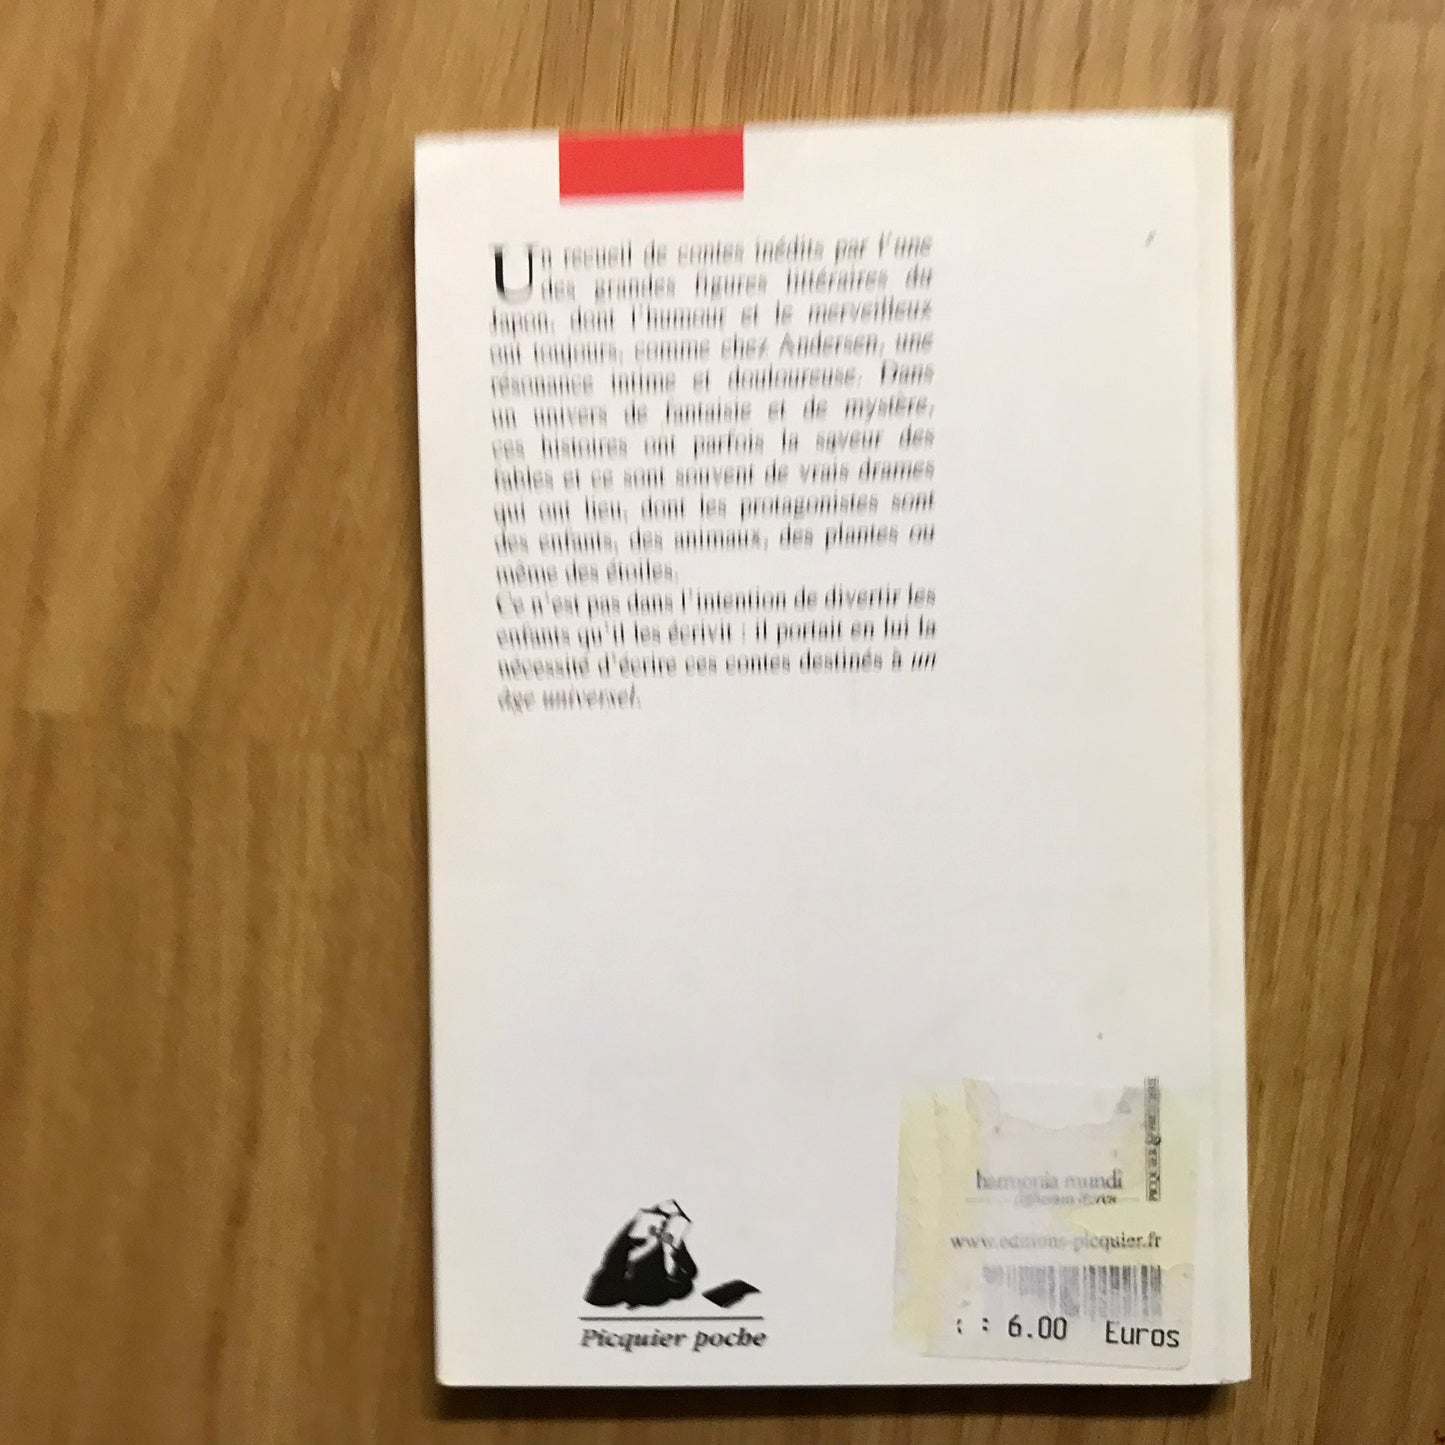 Un recueil de contes inédits par l'une
des grandes figures littéraires du
Japon, dont l'humour et le merveilleux
ont toujours, comme chez Andersen, une
résonance intime et douloureuse. Dans
un univers de fantaisie et de mystère,
ces histoires ont parfois la saveur des
fables et ce sont souvent de vrais drames
qui ont lieu, dont les protagonistes sont
des enfants, des animaux, des plantes ou
même des étoiles.
Ce n'est pas dans l'intention de divertir les
enfants qu'il les écrivit : il portait en lui la
nécessité d'écrire ces contes destinés à un
âge universel.
harmonia mundi
diffusion livres
www.editions-picquier.fr
: 6.00 Euros
Picquier poche